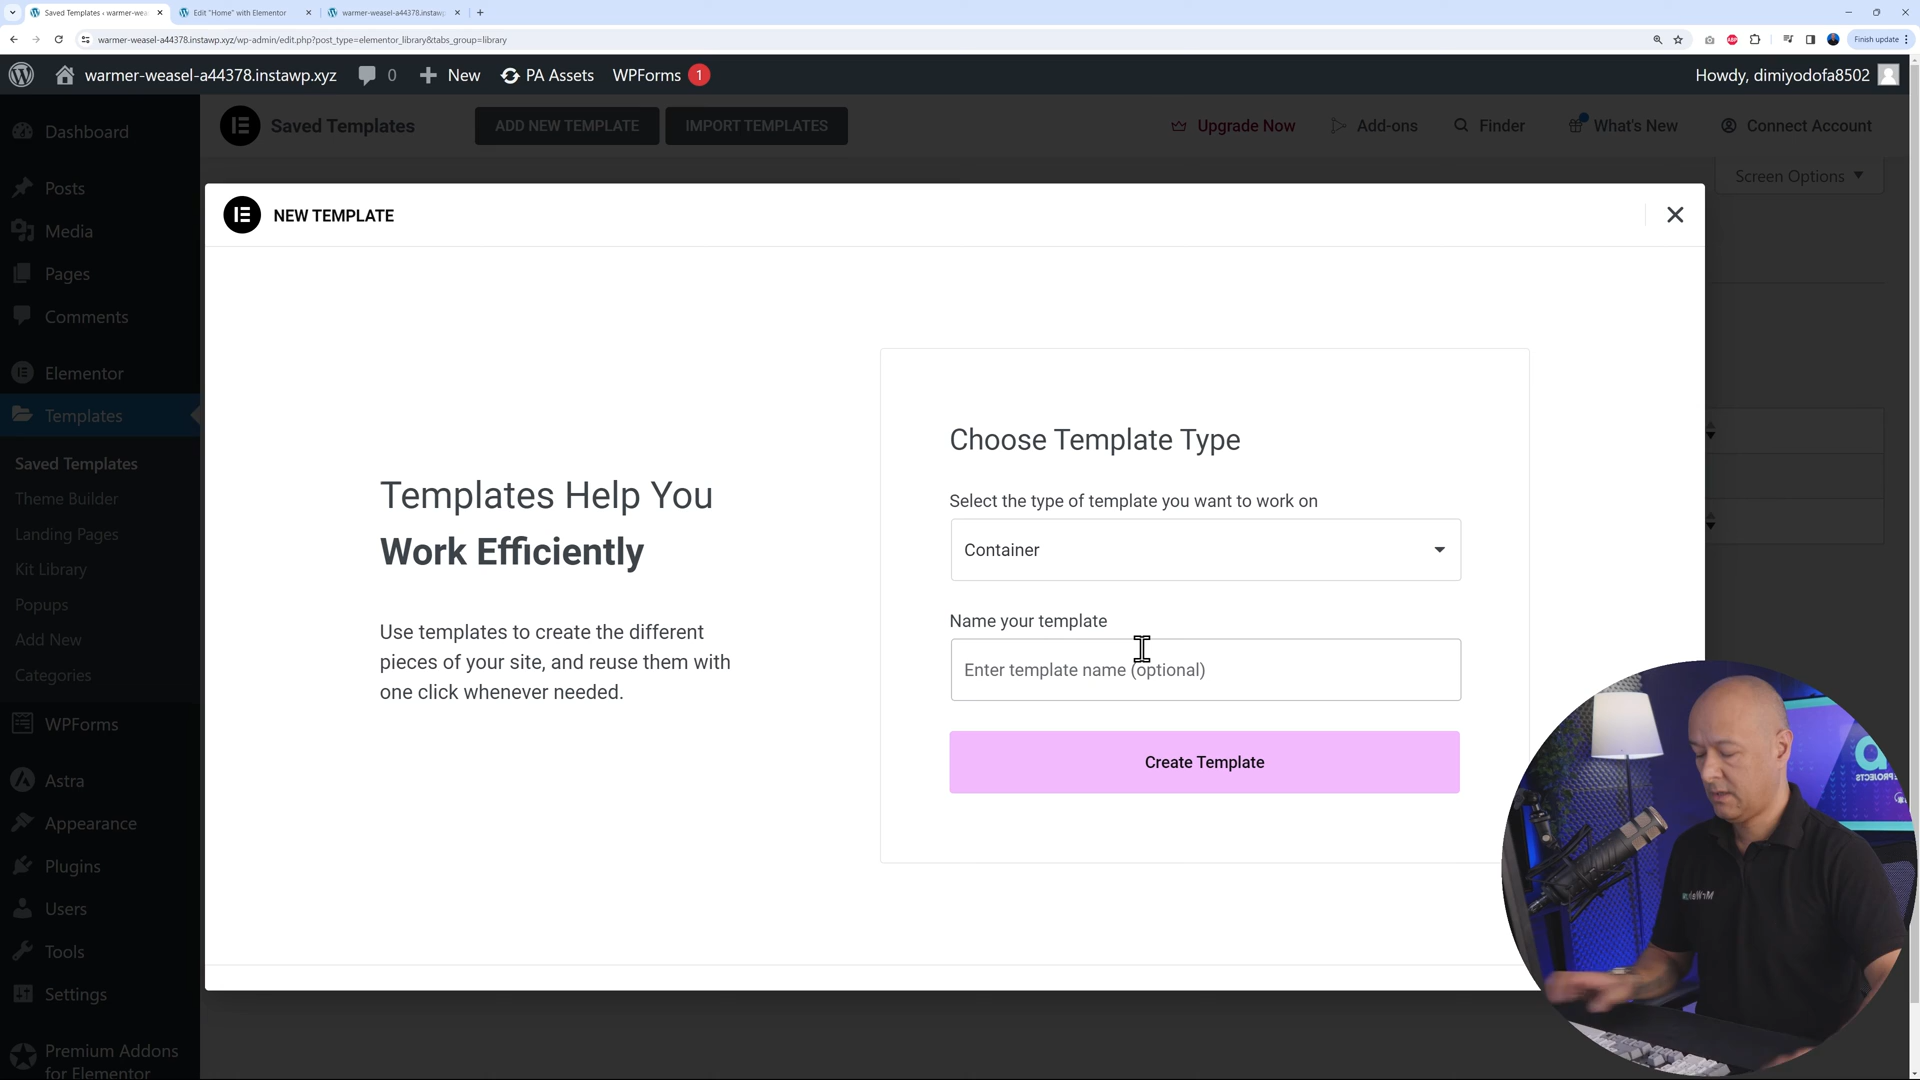 Saved Templates ‹ warmer-wea
Edit "Home" with Elementor
warmer-weasel-a44378.instawp
warmer-weasel-a44378.instawp.xyz/wp-admin/edit.php?post_type=elementor_library&tabs_group=library
Finish update
warmer-weasel-a44378.instawp.xyz
0
New
PA Assets
WPForms
1
Howdy, dimiyodofa8502
Saved Templates
ADD NEW TEMPLATE
IMPORT TEMPLATES
Upgrade Now
Add-ons
Finder
What's New
Connect Account
Screen Options
Dashboard
Posts
Media
Pages
Comments
Elementor
Templates
Saved Templates
Theme Builder
Landing Pages
Kit Library
Popups
Add New
Categories
WPForms
Astra
Appearance
Plugins
Users
Tools
Settings
Premium Addons
for Elementor
NEW TEMPLATE
Templates Help You
Work Efficiently
Use templates to create the different
pieces of your site, and reuse them with
one click whenever needed.
Choose Template Type
Select the type of template you want to work on
Container
Name your template
Enter template name (optional)
Create Template